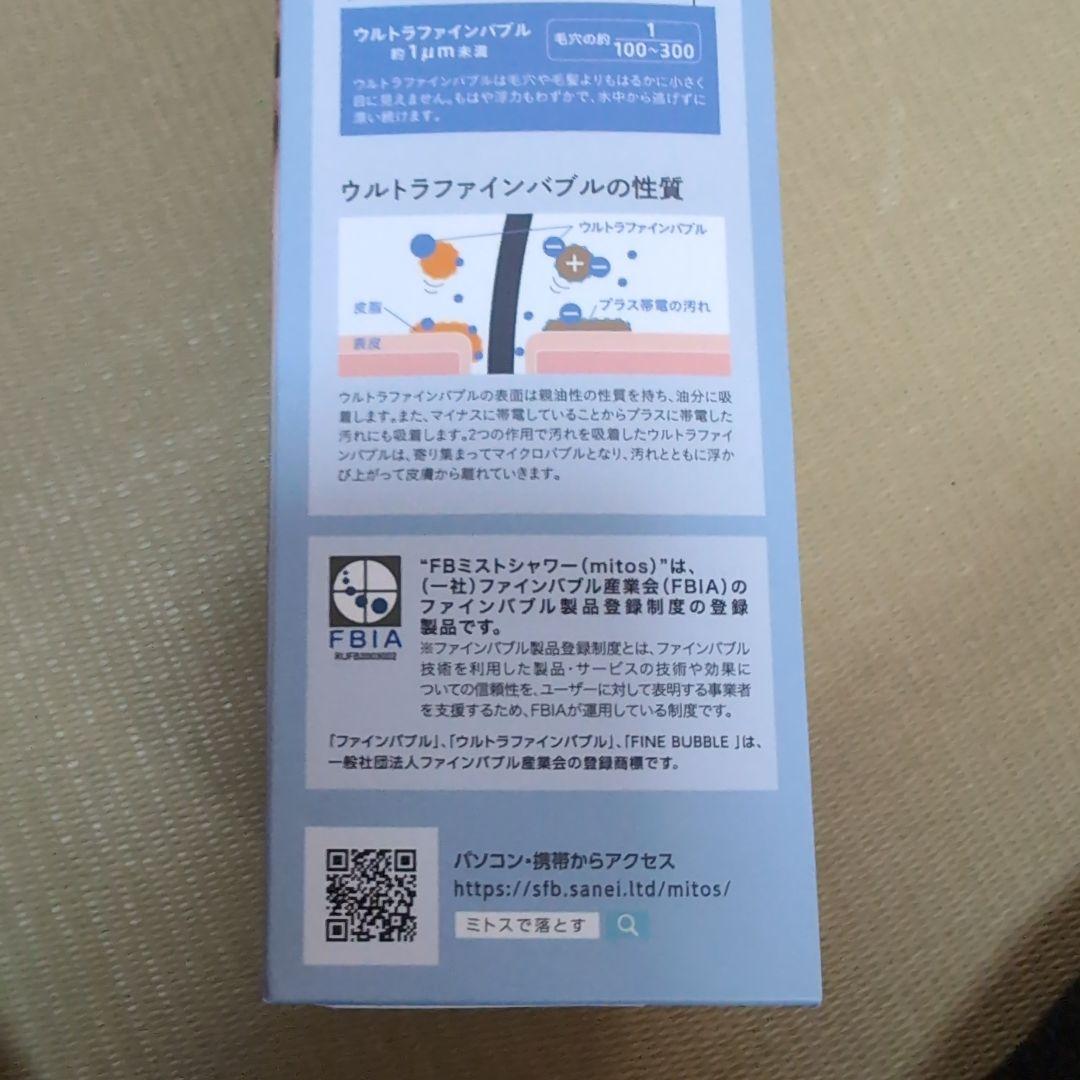 ウルトラファインバブル
約1μm未満
毛穴の約 1
100~300
ウルトラファインバブルは毛穴や毛髪よりもはるかに小さく
目に見えません。もはや浮力もわずかで、水中から逃げずに
漂い続けます。
ウルトラファインバブルの性質
ウルトラファインバブル
皮脂
プラス帯電の汚れ
表皮
ウルトラファインバブルの表面は親油性の性質を持ち、油分に吸
着します。また、マイナスに帯電していることからプラスに帯電した
汚れにも吸着します。2つの作用で汚れを吸着したウルトラファイ
ンバブルは、寄り集まってマイクロバブルとなり、汚れとともに浮か
び上がって皮膚から離れていきます。
“FBミストシャワー(mitos)”は、
(一社)ファインバブル産業会(FBIA)の
ファインバブル製品登録制度の登録
製品です。
FBIA
※ファインバブル製品登録制度とは、ファインバブル
技術を利用した製品・サービスの技術や効果に
ついての信頼性を、ユーザーに対して表明する事業者
を支援するため、FBIAが運用している制度です。
「ファインバブル」、「ウルトラファインバブル」、「FINE BUBBLE」は、
一般社団法人ファインバブル産業会の登録商標です。
パソコン・携帯からアクセス
https://sfb.sanei.ltd/mitos/
ミトスで落とす